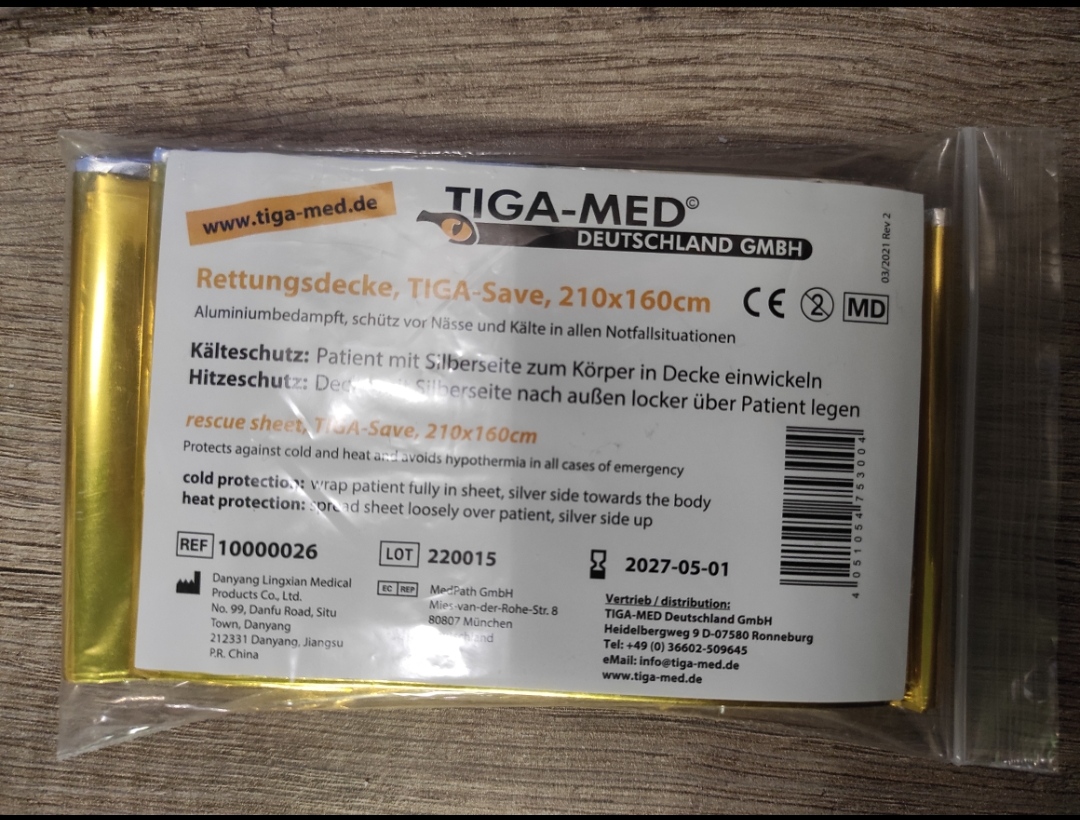 www.tiga-med.de
TIGA-MED©
DEUTSCHLAND GMBH
03/2021 Rev 2
Rettungsdecke, TIGA-Save, 210x160cm
CE 2 MD
Aluminiumbedampft, schütz vor Nässe und Kälte in allen Notfallsituationen
Kälteschutz: Patient mit Silberseite zum Körper in Decke einwickeln
Hitzeschutz: Silberseite nach außen locker über Patient legen
rescue sheet, TIGA-Save, 210x160cm
Protects against cold and heat and avoids hypothermia in all cases of emergency
cold protection: wrap patient fully in sheet, silver side towards the body
heat protection: spread sheet loosely over patient, silver side up
4051054753004
REF 10000026
LOT 220015
2027-05-01
Danyang Lingxian Medical
Products Co., Ltd.
No. 99, Danfu Road, Situ
Town, Danyang
212331 Danyang, Jiangsu
P.R. China
EC REP
MedPath GmbH
Mies-van-der-Rohe-Str. 8
80807 München
Vertrieb / distribution:
TIGA-MED Deutschland GmbH
Heidelbergweg 9 D-07580 Ronneburg
Tel: +49 (0) 36602-509645
eMail: info@tiga-med.de
www.tiga-med.de